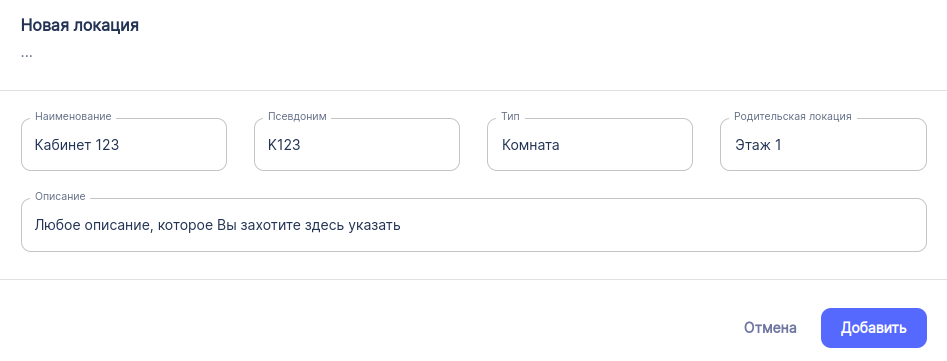 Новая локация
...
Наименование
Псевдоним
Тип
Родительская локация
Кабинет 123
К123
Комната
Этаж 1
Описание
Любое описание, которое Вы захотите здесь указать
Отмена
Добавить